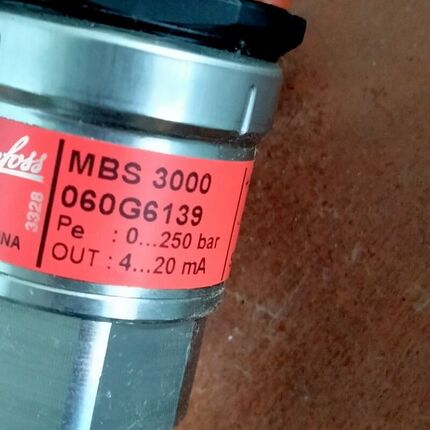 MBS 3000
060G6139
Pe : 0...250 bar
OUT : 4...20 mA
3328